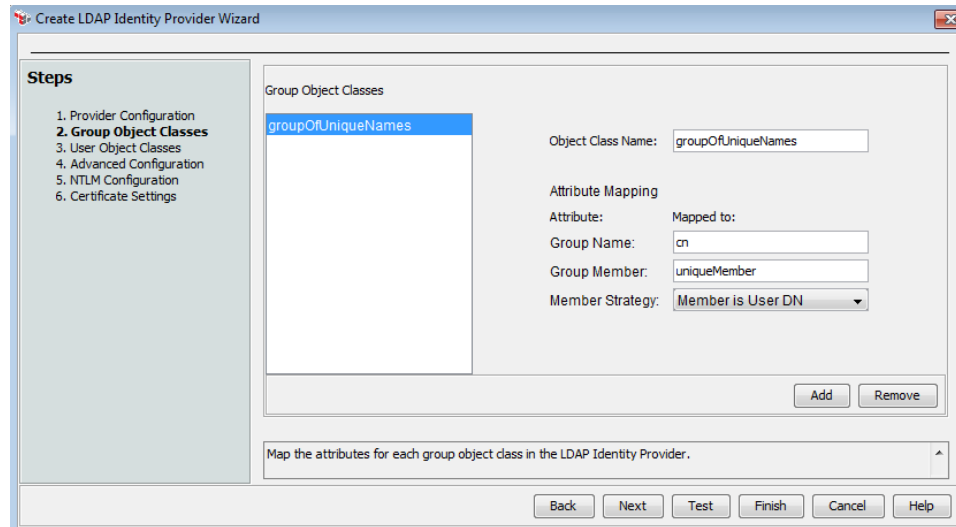 Create LDAP Identity Provider Wizard
Steps
1. Provider Configuration
2. Group Object Classes
3. User Object Classes
4. Advanced Configuration
5. NTLM Configuration
6. Certificate Settings
Group Object Classes
groupOfUniqueNames
Object Class Name: groupOfUniqueNames
Attribute Mapping
Attribute: Mapped to:
Group Name: cn
Group Member: uniqueMember
Member Strategy: Member is User DN
Add Remove
Map the attributes for each group object class in the LDAP Identity Provider.
Back Next Test Finish Cancel Help